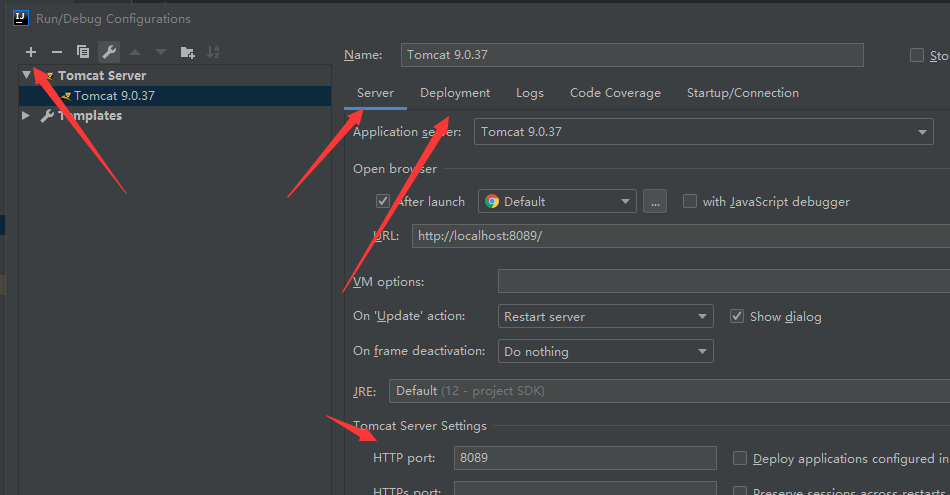 IJ Run/Debug Configurations
Name: Tomcat 9.0.37 Sto
Tomcat Server
Tomcat 9.0.37
Templates
Server Deployment Logs Code Coverage Startup/Connection
Application server: Tomcat 9.0.37
Open browser
After launch Default ... with JavaScript debugger
URL: http://localhost:8089/
VM options:
On 'Update' action: Restart server Show dialog
On frame deactivation: Do nothing
JRE: Default (12 - project SDK)
Tomcat Server Settings
HTTP port: 8089 Deploy applications configured in
HTTPs port: Preserve sessions across restarts